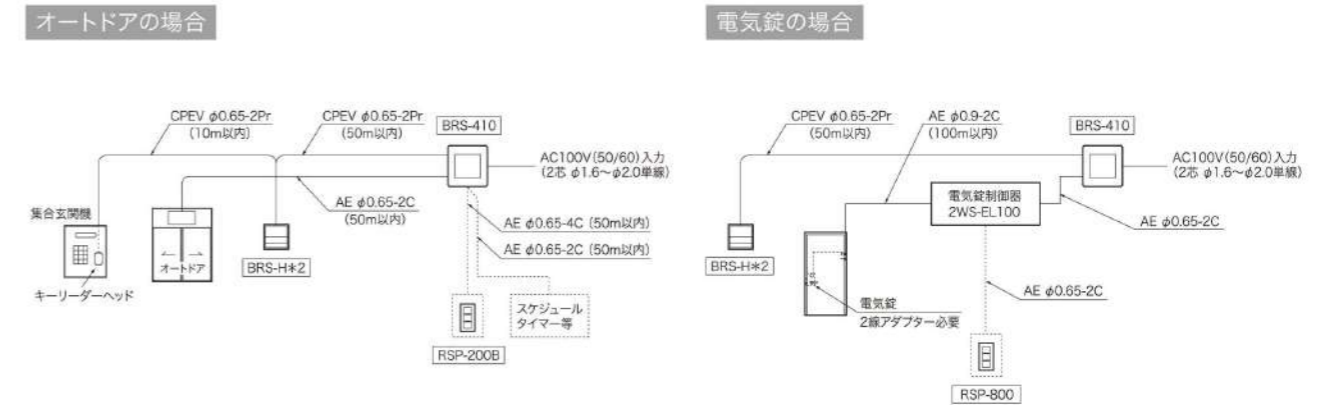 オートドアの場合
CPEV φ0.65-2Pr
(10m以内)
CPEV φ0.65-2Pr
(50m以内)
BRS-410
AC100V(50/60)入力
(2芯 φ1.6〜φ2.0単線)
AE φ0.65-2C
(50m以内)
AE φ0.65-4C (50m以内)
AE φ0.65-2C (50m以内)
集合玄関機
オートドア
BRS-H*2
キーリーダーヘッド
スケジュール
タイマー等
RSP-200B
電気錠の場合
CPEV φ0.65-2Pr
(50m以内)
AE φ0.9-2C
(100m以内)
BRS-410
AC100V(50/60)入力
(2芯 φ1.6〜φ2.0単線)
電気錠制御器
2WS-EL100
AE φ0.65-2C
BRS-H*2
電気錠
2線アダプター必要
AE φ0.65-2C
RSP-800